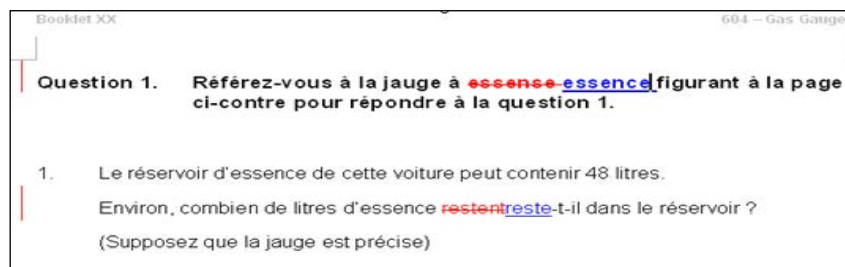 Booklet XX 604 – Gas Gauge
Question 1. Référez-vous à la jauge à essense essence figurant à la page
ci-contre pour répondre à la question 1.
1. Le réservoir d'essence de cette voiture peut contenir 48 litres.
Environ, combien de litres d'essence restentreste-t-il dans le réservoir ?
(Supposez que la jauge est précise)